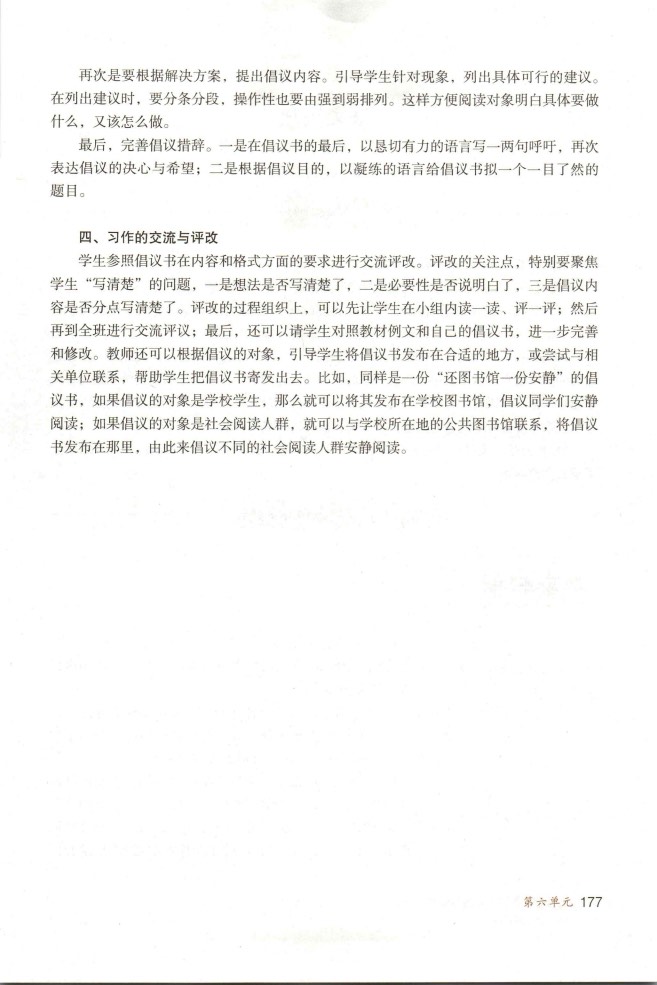 再次是要根据解决方案，提出倡议内容。引导学生针对现象，列出具体可行的建议。
在列出建议时，要分条分段，操作性也要由强到弱排列。这样方便阅读对象明白具体要做
什么，又该怎么做。
最后，完善倡议措辞。一是在倡议书的最后，以恳切有力的语言写一两句呼吁，再次
表达倡议的决心与希望；二是根据倡议目的，以凝练的语言给倡议书拟一个一目了然的
题目。
四、习作的交流与评改
学生参照倡议书在内容和格式方面的要求进行交流评改。评改的关注点，特别要聚焦
学生“写清楚”的问题，一是想法是否写清楚了，二是必要性是否说明白了，三是倡议内
容是否分点写清楚了。评改的过程组织上，可以先让学生在小组内读一读、评一评；然后
再到全班进行交流评议；最后，还可以请学生对照教材例文和自己的倡议书，进一步完善
和修改。教师还可以根据倡议的对象，引导学生将倡议书发布在合适的地方，或尝试与相
关单位联系，帮助学生把倡议书寄发出去。比如，同样是一份“还图书馆一份安静”的倡
议书，如果倡议的对象是学校学生，那么就可以将其发布在学校图书馆，倡议同学们安静
阅读；如果倡议的对象是社会阅读人群，就可以与学校所在地的公共图书馆联系，将倡议
书发布在那里，由此来倡议不同的社会阅读人群安静阅读。
第六单元 177